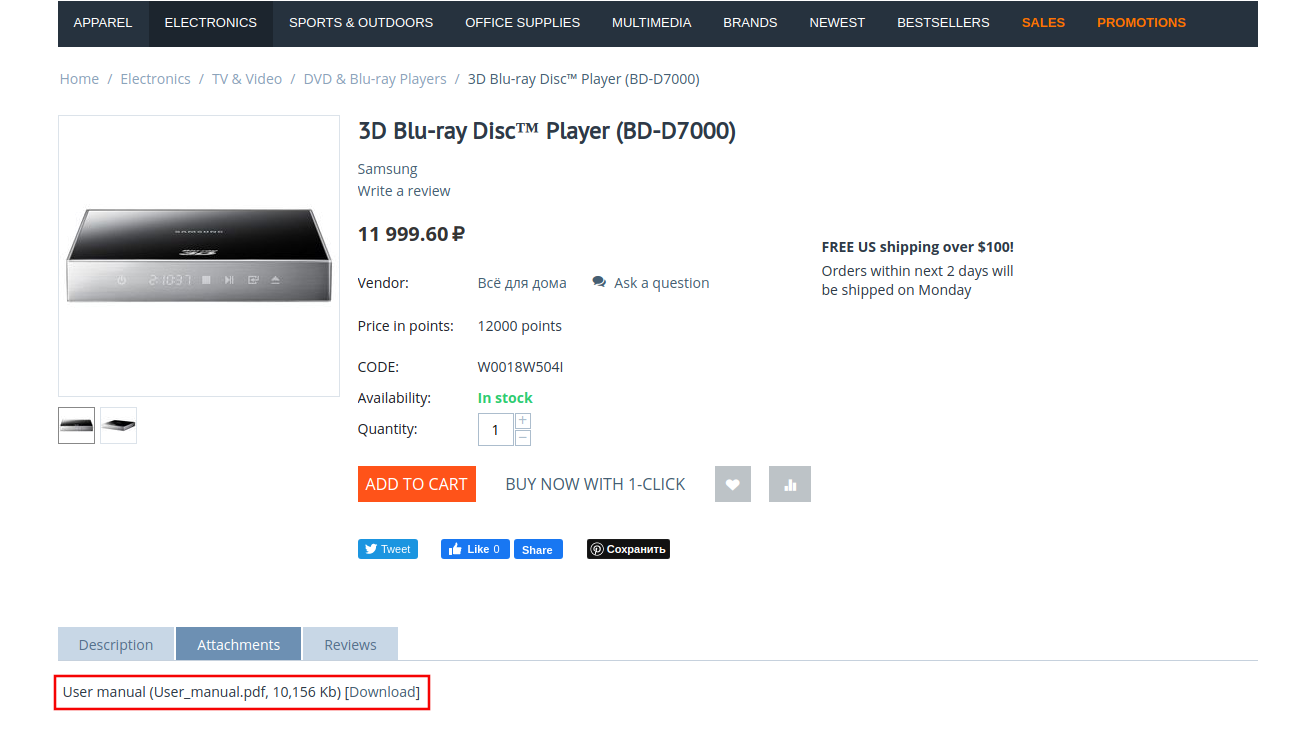 APPAREL ELECTRONICS SPORTS & OUTDOORS OFFICE SUPPLIES MULTIMEDIA BRANDS NEWEST BESTSELLERS SALES PROMOTIONS
Home / Electronics / TV & Video / DVD & Blu-ray Players / 3D Blu-ray Disc™ Player (BD-D7000)
3D Blu-ray Disc™ Player (BD-D7000)
Samsung
Write a review
11 999.60 ₽
Vendor: Всё для дома Ask a question
Price in points: 12000 points
CODE: W0018W504I
Availability: In stock
Quantity: 1 + −
ADD TO CART BUY NOW WITH 1-CLICK
Tweet Like 0 Share Сохранить
FREE US shipping over $100!
Orders within next 2 days will
be shipped on Monday
SAMSUNG
3D
Description Attachments Reviews
User manual (User_manual.pdf, 10,156 Kb) [Download]